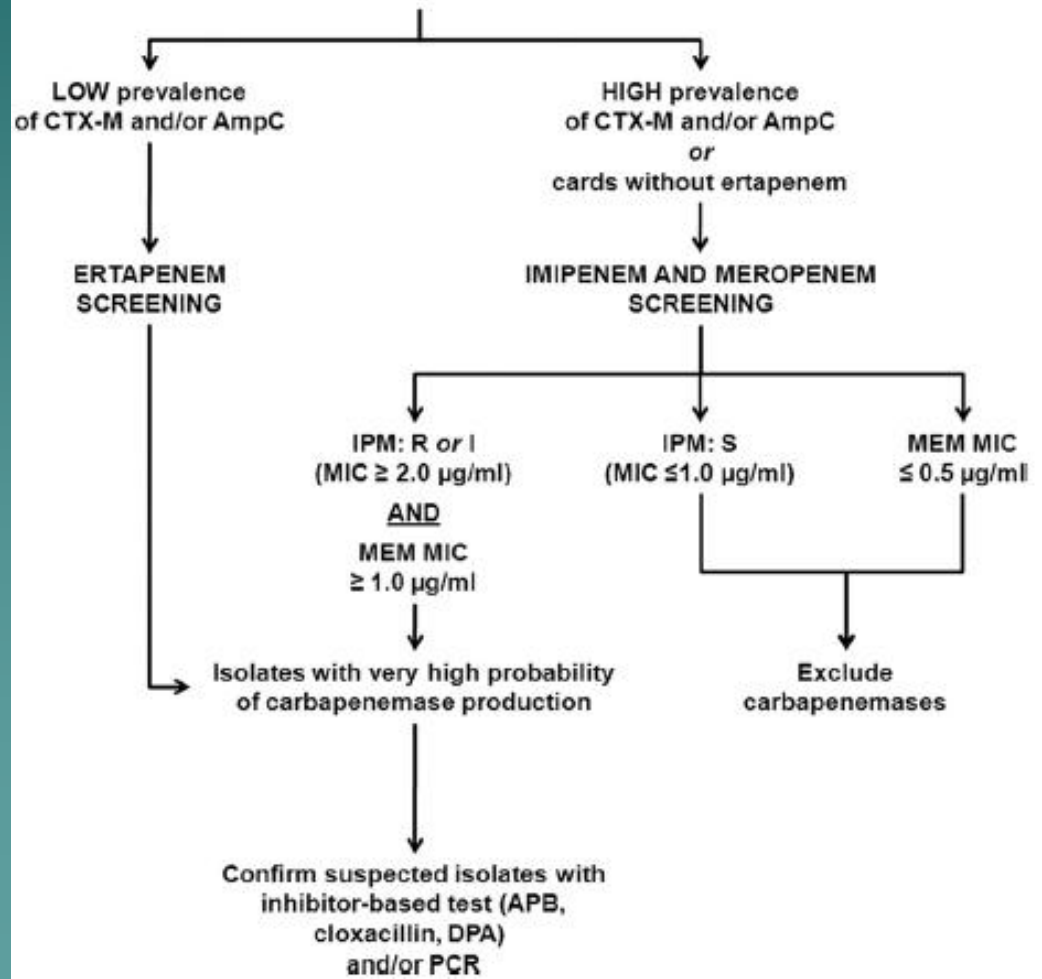 LOW prevalence
of CTX-M and/or AmpC
HIGH prevalence
of CTX-M and/or AmpC
or
cards without ertapenem
ERTAPENEM
SCREENING
IMIPENEM AND MEROPENEM
SCREENING
IPM: R or I
(MIC ≥ 2.0 µg/ml)
AND
MEM MIC
≥ 1.0 µg/ml
IPM: S
(MIC ≤1.0 µg/ml)
MEM MIC
≤ 0.5 µg/ml
Isolates with very high probability
of carbapenemase production
Exclude
carbapenemases
Confirm suspected isolates with
inhibitor-based test (APB,
cloxacillin, DPA)
and/or PCR